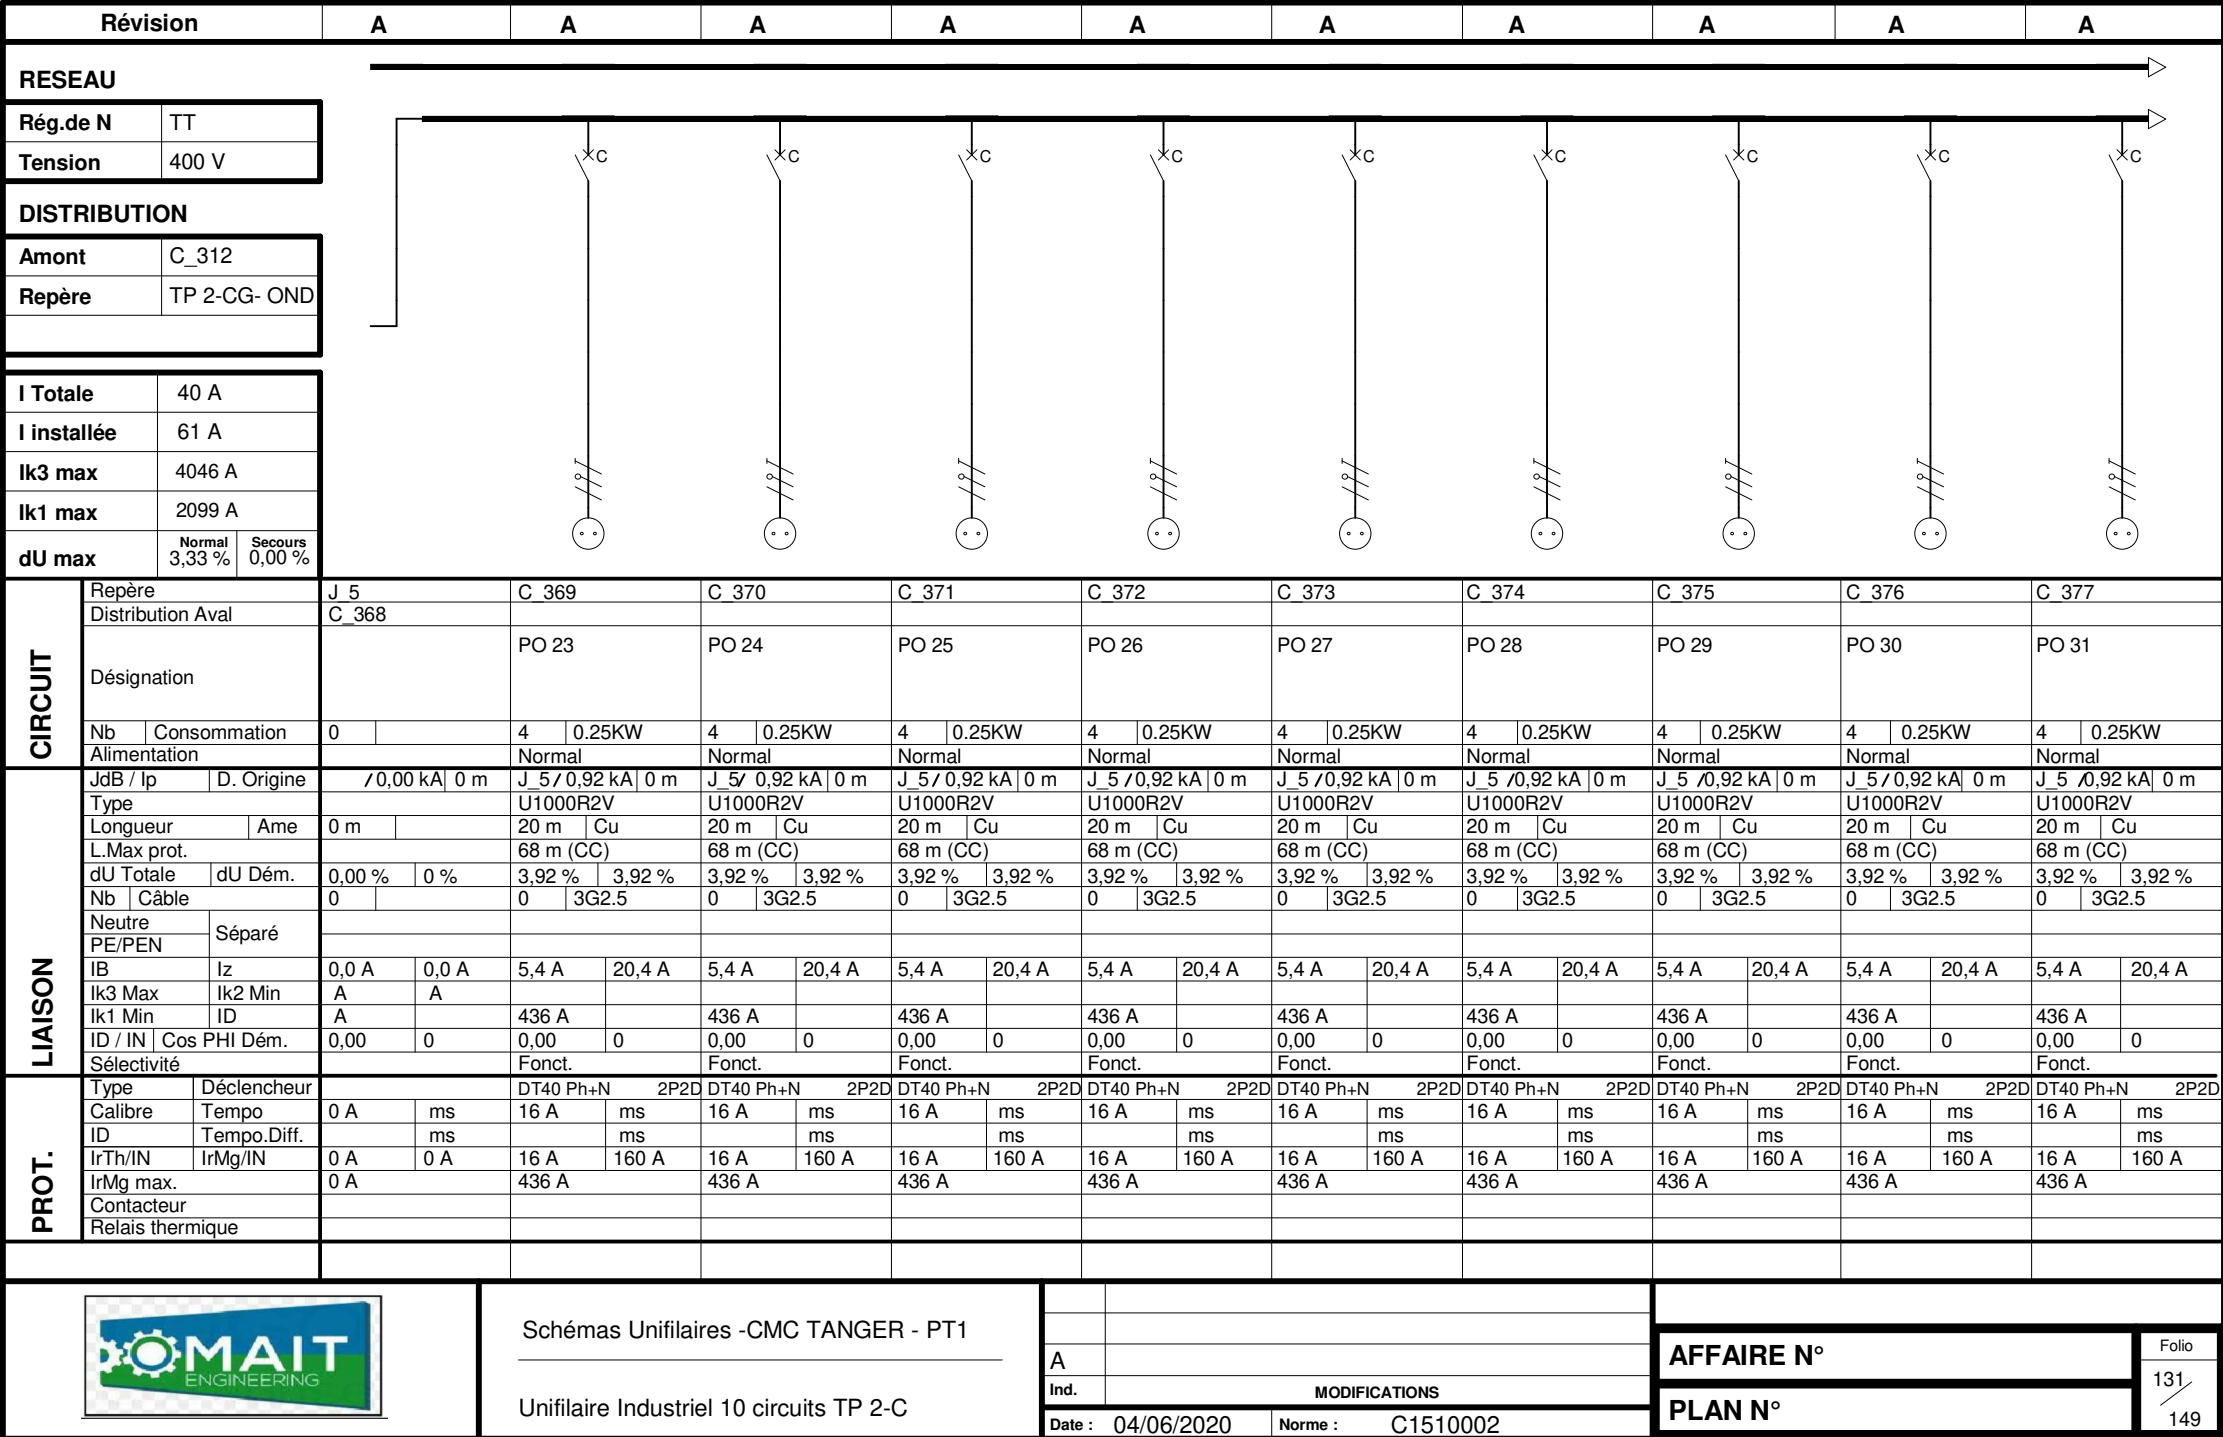 Révision A A A A A A A A A A
RESEAU
Rég.de N TT
Tension 400 V
C C C C C C C C C
DISTRIBUTION
Amont C_312
Repère TP 2-CG- OND
I Totale 40 A
I installée 61 A
Ik3 max 4046 A
Ik1 max 2099 A
Normal Secours
dU max 3,33 % 0,00 %
CIRCUIT
Repère J_5 C_369 C_370 C_371 C_372 C_373 C_374 C_375 C_376 C_377
Distribution Aval C_368
PO 23 PO 24 PO 25 PO 26 PO 27 PO 28 PO 29 PO 30 PO 31
Désignation
Nb Consommation 0 4 0.25KW 4 0.25KW 4 0.25KW 4 0.25KW 4 0.25KW 4 0.25KW 4 0.25KW 4 0.25KW 4 0.25KW
Alimentation Normal Normal Normal Normal Normal Normal Normal Normal Normal
LIAISON
JdB / Ip D. Origine / 0,00 kA 0 m J_5 / 0,92 kA 0 m J_5 / 0,92 kA 0 m J_5 / 0,92 kA 0 m J_5 / 0,92 kA 0 m J_5 / 0,92 kA 0 m J_5 / 0,92 kA 0 m J_5 / 0,92 kA 0 m J_5 / 0,92 kA 0 m J_5 / 0,92 kA 0 m
Type U1000R2V U1000R2V U1000R2V U1000R2V U1000R2V U1000R2V U1000R2V U1000R2V U1000R2V
Longueur Ame 0 m 20 m Cu 20 m Cu 20 m Cu 20 m Cu 20 m Cu 20 m Cu 20 m Cu 20 m Cu 20 m Cu
L.Max prot. 68 m (CC) 68 m (CC) 68 m (CC) 68 m (CC) 68 m (CC) 68 m (CC) 68 m (CC) 68 m (CC) 68 m (CC)
dU Totale dU Dém. 0,00 % 0 % 3,92 % 3,92 % 3,92 % 3,92 % 3,92 % 3,92 % 3,92 % 3,92 % 3,92 % 3,92 % 3,92 % 3,92 % 3,92 % 3,92 % 3,92 % 3,92 % 3,92 % 3,92 %
Nb Câble 0 0 3G2.5 0 3G2.5 0 3G2.5 0 3G2.5 0 3G2.5 0 3G2.5 0 3G2.5 0 3G2.5 0 3G2.5
Neutre Séparé
PE/PEN
IB Iz 0,0 A 0,0 A 5,4 A 20,4 A 5,4 A 20,4 A 5,4 A 20,4 A 5,4 A 20,4 A 5,4 A 20,4 A 5,4 A 20,4 A 5,4 A 20,4 A 5,4 A 20,4 A 5,4 A 20,4 A
Ik3 Max Ik2 Min A A
Ik1 Min ID A 436 A 436 A 436 A 436 A 436 A 436 A 436 A 436 A 436 A
ID / IN Cos PHI Dém. 0,00 0 0,00 0 0,00 0 0,00 0 0,00 0 0,00 0 0,00 0 0,00 0 0,00 0 0,00 0
Sélectivité Fonct. Fonct. Fonct. Fonct. Fonct. Fonct. Fonct. Fonct. Fonct.
PROT.
Type Déclencheur DT40 Ph+N 2P2D DT40 Ph+N 2P2D DT40 Ph+N 2P2D DT40 Ph+N 2P2D DT40 Ph+N 2P2D DT40 Ph+N 2P2D DT40 Ph+N 2P2D DT40 Ph+N 2P2D DT40 Ph+N 2P2D
Calibre Tempo 0 A ms 16 A ms 16 A ms 16 A ms 16 A ms 16 A ms 16 A ms 16 A ms 16 A ms 16 A ms
ID Tempo.Diff. ms ms ms ms ms ms ms ms ms ms
IrTh/IN IrMg/IN 0 A 0 A 16 A 160 A 16 A 160 A 16 A 160 A 16 A 160 A 16 A 160 A 16 A 160 A 16 A 160 A 16 A 160 A 16 A 160 A
IrMg max. 0 A 436 A 436 A 436 A 436 A 436 A 436 A 436 A 436 A 436 A
Contacteur
Relais thermique
OMAIT
ENGINEERING
Schémas Unifilaires -CMC TANGER - PT1
Unifilaire Industriel 10 circuits TP 2-C
A
Ind. MODIFICATIONS
Date : 04/06/2020 Norme : C1510002
AFFAIRE N°
PLAN N°
Folio
131
149